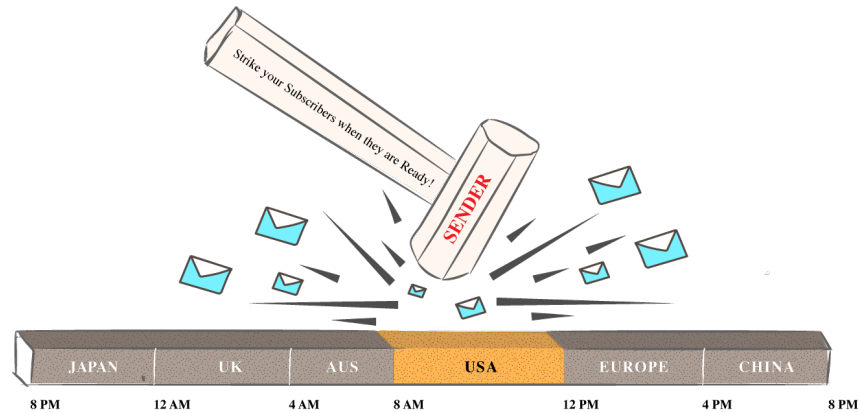 Strike your Subscribers when they are Ready!
SENDER
JAPAN UK AUS USA EUROPE CHINA
8 PM 12 AM 4 AM 8 AM 12 PM 4 PM 8 PM